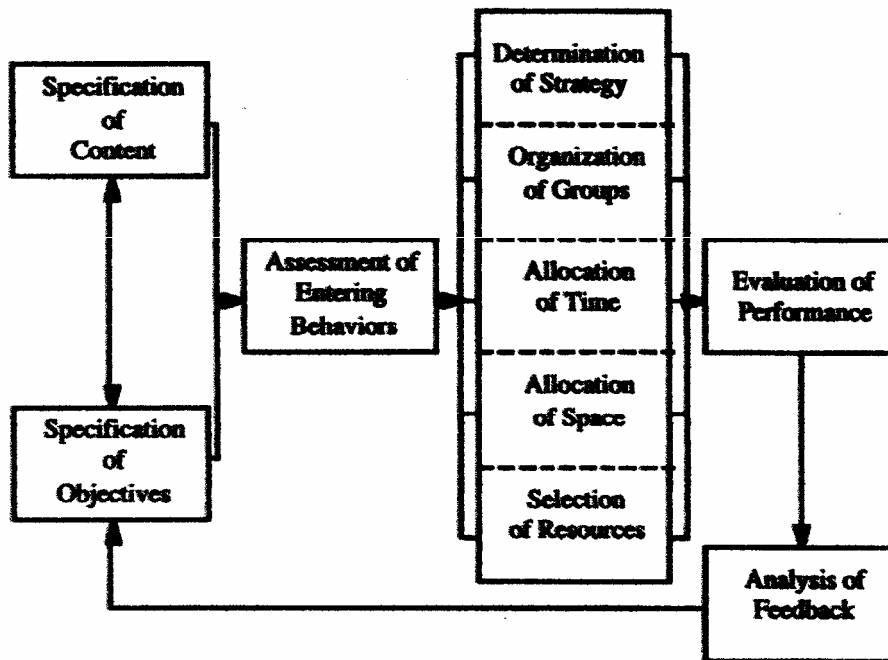 Specification
of
Content
Specification
of
Objectives
Assessment of
Entering
Behaviors
Determination
of Strategy
Organization
of Groups
Allocation
of Time
Allocation
of Space
Selection
of Resources
Evaluation of
Performance
Analysis of
Feedback